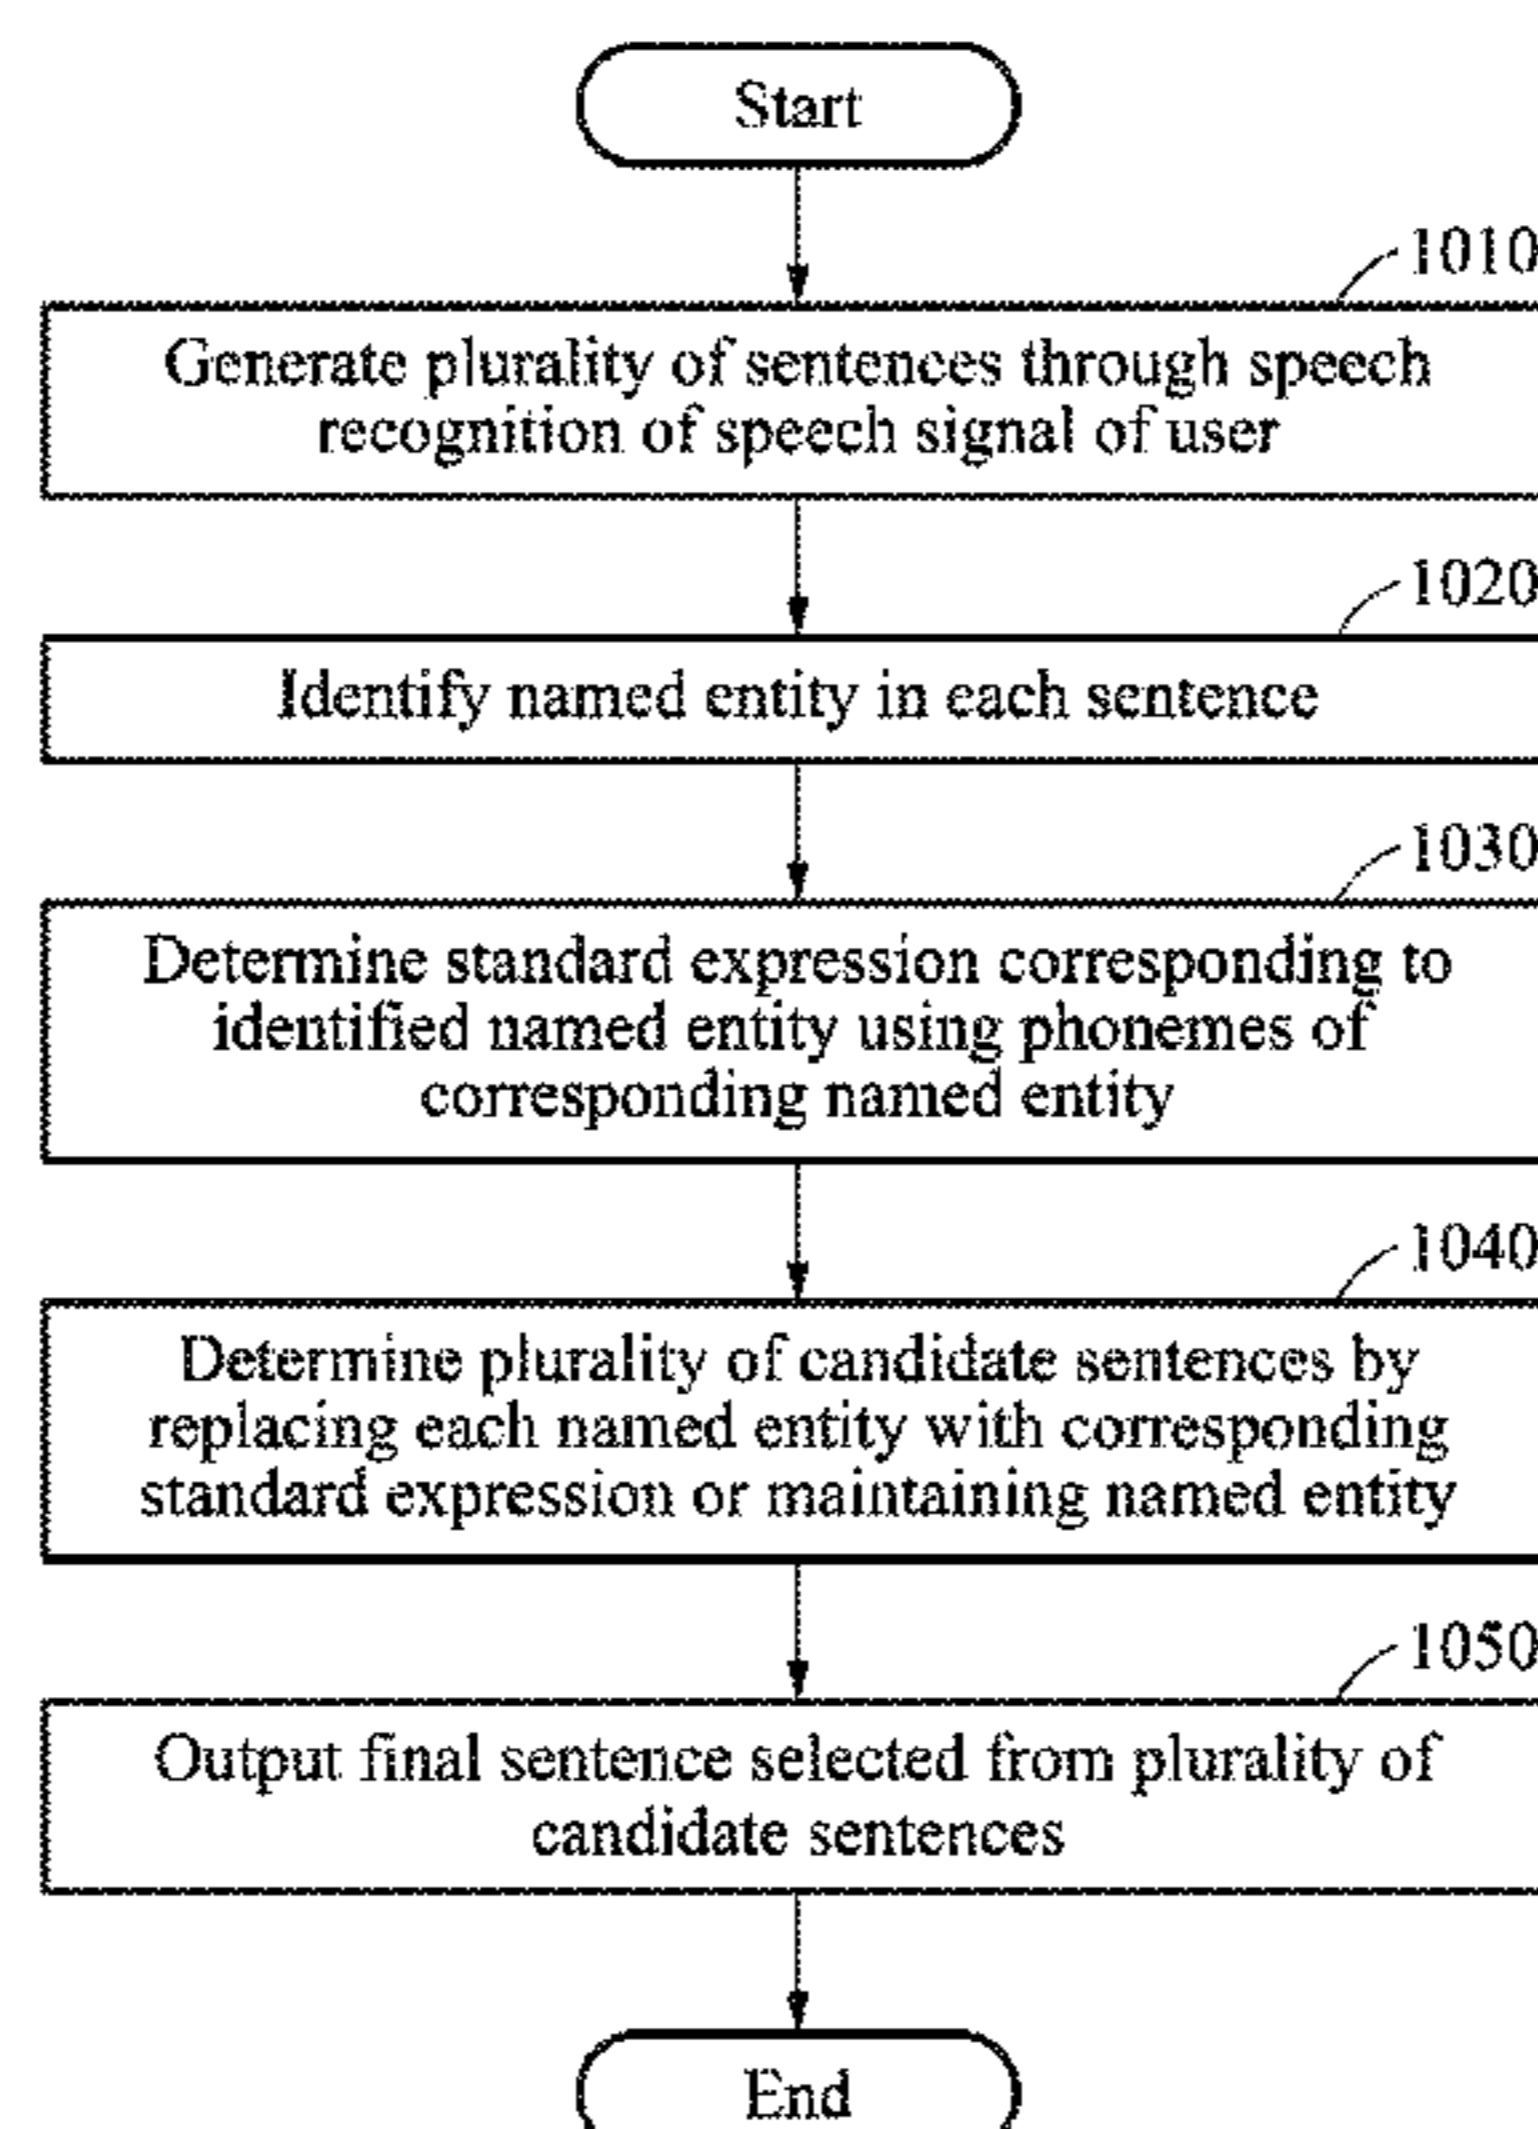 Start
1010
Generate plurality of sentences through speech
recognition of speech signal of user
1020
Identify named entity in each sentence
1030
Determine standard expression corresponding to
identified named entity using phonemes of
corresponding named entity
1040
Determine plurality of candidate sentences by
replacing each named entity with corresponding
standard expression or maintaining named entity
1050
Output final sentence selected from plurality of
candidate sentences
End